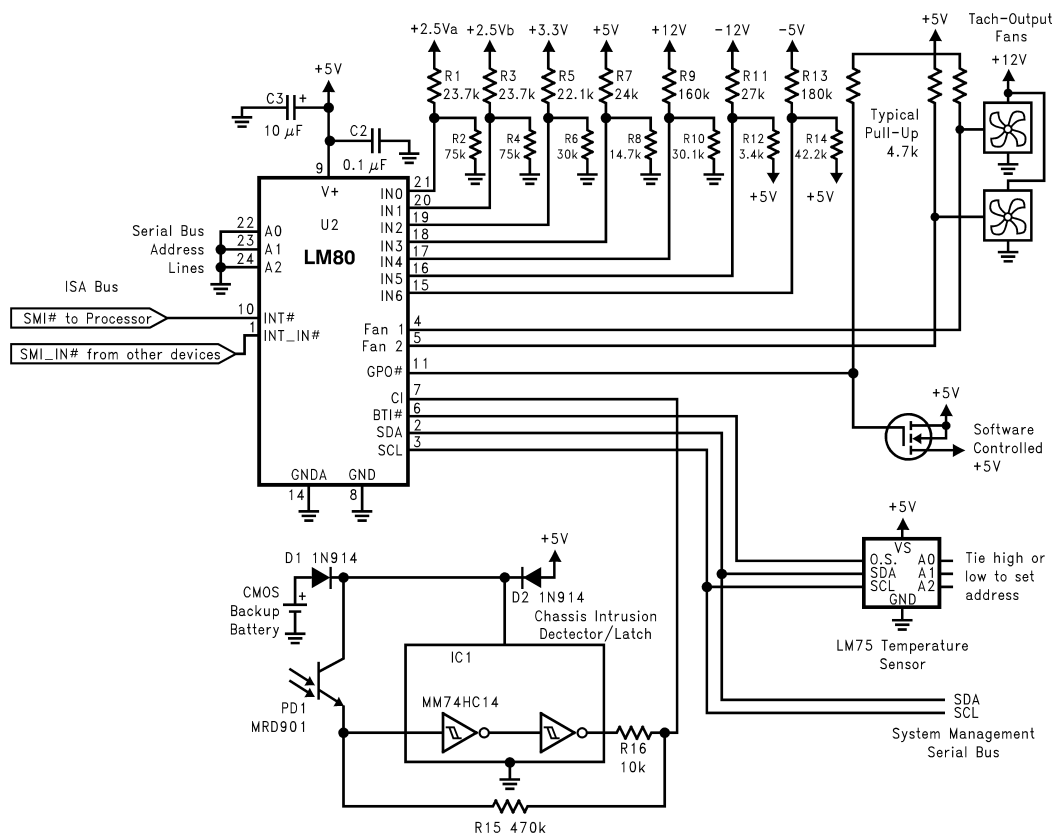 +2.5Va +2.5Vb +3.3V +5V +12V -12V -5V
+5V
Tach-Output
Fans
+12V
R1
23.7k
R3
23.7k
R5
22.1k
R7
24k
R9
160k
R11
27k
R13
180k
R2
75k
R4
75k
R6
30k
R8
14.7k
R10
30.1k
R12
3.4k
R14
42.2k
+5V
+5V
Typical
Pull-Up
4.7k
+5V
C3
+
10 μF
C2
0.1 μF
9
V+
U2
LM80
21
IN0
20
IN1
19
IN2
18
IN3
17
IN4
16
IN5
15
IN6
4
Fan 1
5
Fan 2
11
GPO#
7
CI
6
BTI#
2
SDA
3
SCL
Serial Bus
Address
Lines
22
A0
23
A1
24
A2
ISA Bus
SMI# to Processor
10
INT#
1
INT_IN#
SMI_IN# from other devices
GNDA
14
GND
8
+5V
Software
Controlled
+5V
+5V
VS
O.S. A0
SDA A1
SCL A2
GND
Tie high or
low to set
address
LM75 Temperature
Sensor
D1 1N914
+
CMOS
Backup
Battery
+5V
D2 1N914
Chassis Intrusion
Dectector/Latch
IC1
MM74HC14
PD1
MRD901
R16
10k
R15 470k
SDA
SCL
System Management
Serial Bus